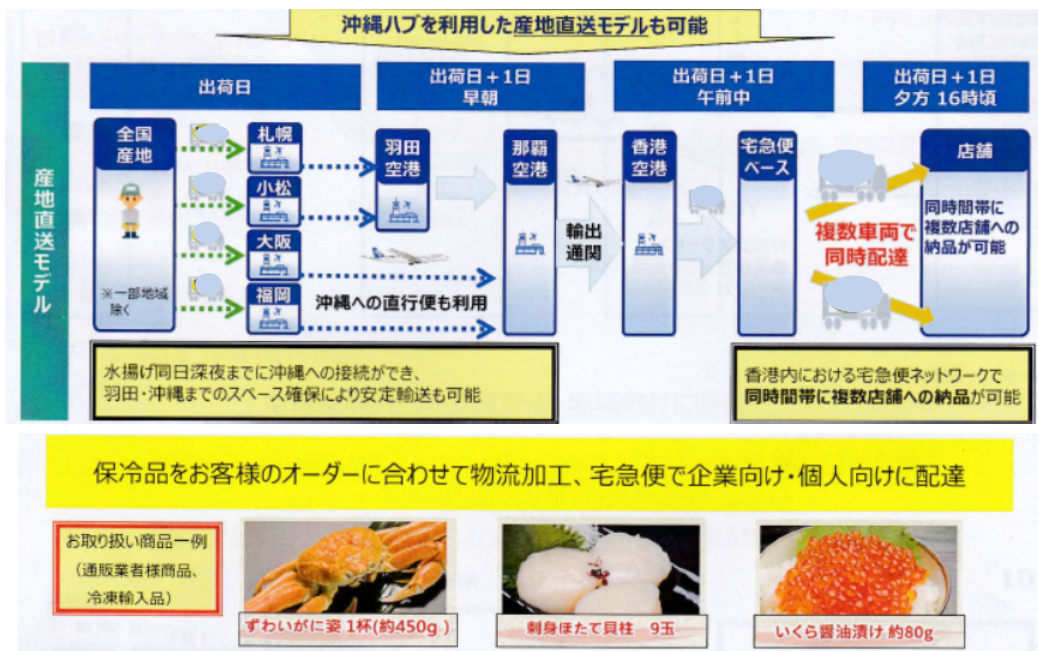 沖縄ハブを利用した産地直送モデルも可能
産地直送モデル
出荷日
出荷日+1日
早朝
出荷日+1日
午前中
出荷日+1日
夕方 16時頃
全国
産地
※一部地域
除く
札幌
小松
大阪
福岡
羽田
空港
沖縄への直行便も利用
那覇
空港
輸出
通関
香港
空港
宅急便
ベース
複数車両で
同時配達
店舗
同時間帯に
複数店舗への
納品が可能
水揚げ同日深夜までに沖縄への接続ができ、
羽田・沖縄までのスペース確保により安定輸送も可能
香港内における宅急便ネットワークで
同時間帯に複数店舗への納品が可能
保冷品をお客様のオーダーに合わせて物流加工、宅急便で企業向け・個人向けに配達
お取り扱い商品一例
(通販業者様商品、
冷凍輸入品)
ずわいがに姿 1杯(約450g)
刺身ほたて貝柱 9玉
いくら醤油漬け 約80g